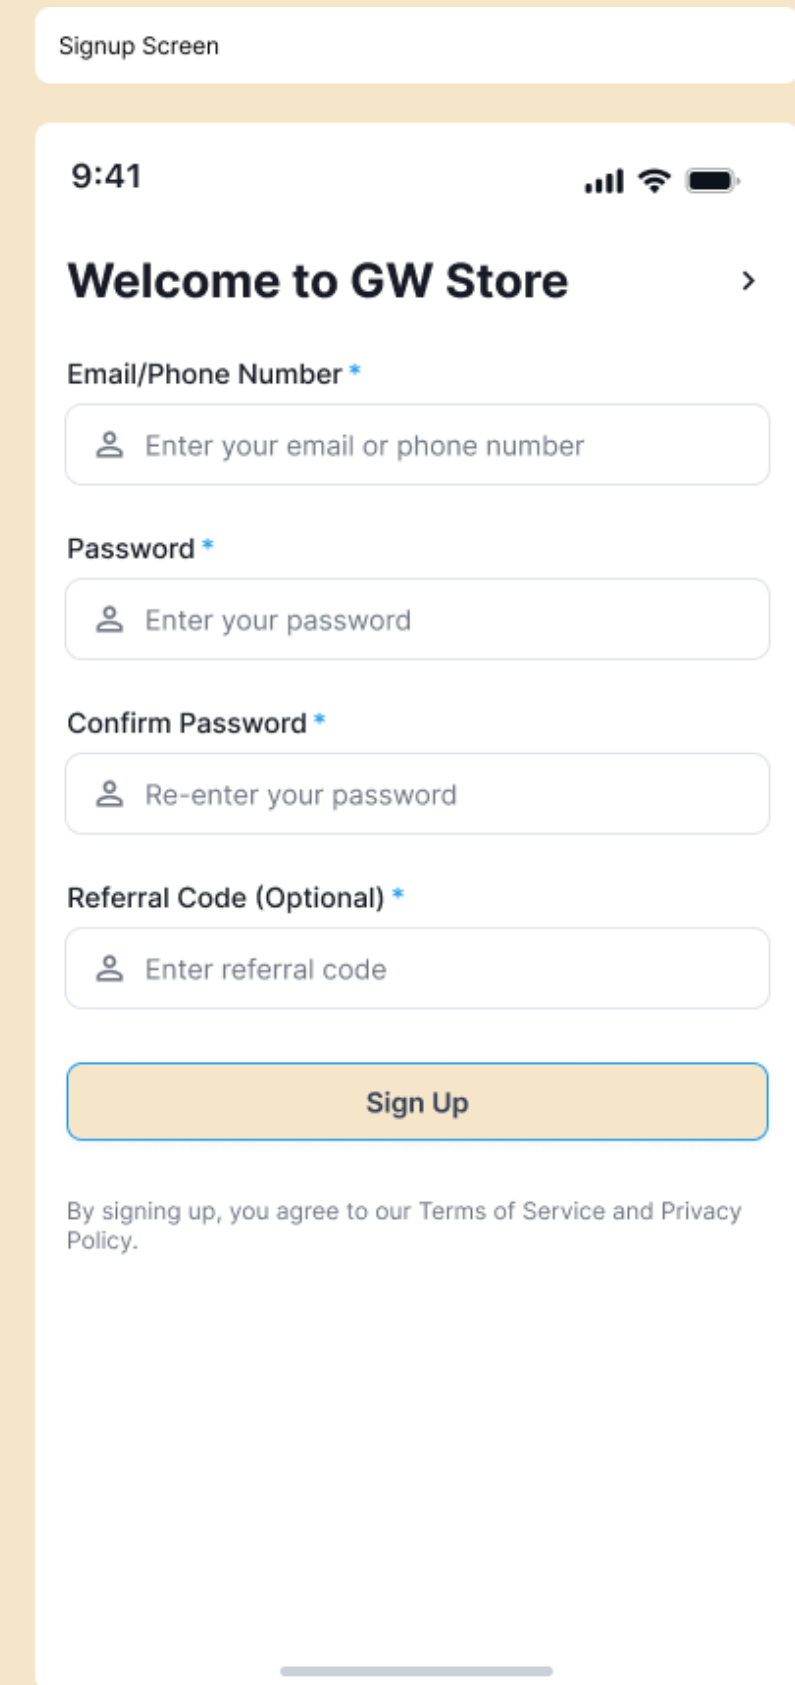 Signup Screen
9:41
Welcome to GW Store
Email/Phone Number *
Enter your email or phone number
Password *
Enter your password
Confirm Password *
Re-enter your password
Referral Code (Optional) *
Enter referral code
Sign Up
By signing up, you agree to our Terms of Service and Privacy
Policy.